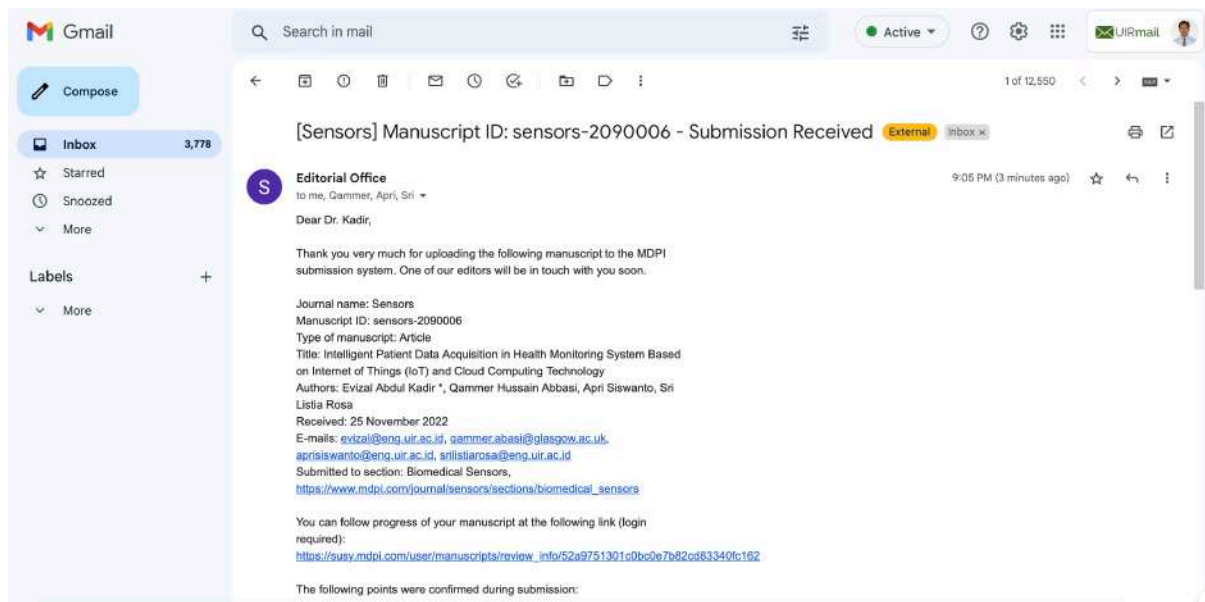 Gmail
Search in mail
Active
UIRmail
Compose
1 of 12,550
Inbox 3,778
Starred
Snoozed
More
Labels
More
[Sensors] Manuscript ID: sensors-2090006 - Submission Received External Inbox ×
S
Editorial Office 9:05 PM (3 minutes ago)
to me, Qammer, Apri, Sri
Dear Dr. Kadir,
Thank you very much for uploading the following manuscript to the MDPI
submission system. One of our editors will be in touch with you soon.
Journal name: Sensors
Manuscript ID: sensors-2090006
Type of manuscript: Article
Title: Intelligent Patient Data Acquisition in Health Monitoring System Based
on Internet of Things (IoT) and Cloud Computing Technology
Authors: Evizal Abdul Kadir *, Qammer Hussain Abbasi, Apri Siswanto, Sri
Listia Rosa
Received: 25 November 2022
E-mails: evizal@eng.uir.ac.id, qammer.abasi@glasgow.ac.uk,
aprisiswanto@eng.uir.ac.id, srilistiarosa@eng.uir.ac.id
Submitted to section: Biomedical Sensors,
https://www.mdpi.com/journal/sensors/sections/biomedical_sensors
You can follow progress of your manuscript at the following link (login
required):
https://susy.mdpi.com/user/manuscripts/review_info/52a9751301c0bc0e7b82cd83340fc162
The following points were confirmed during submission: